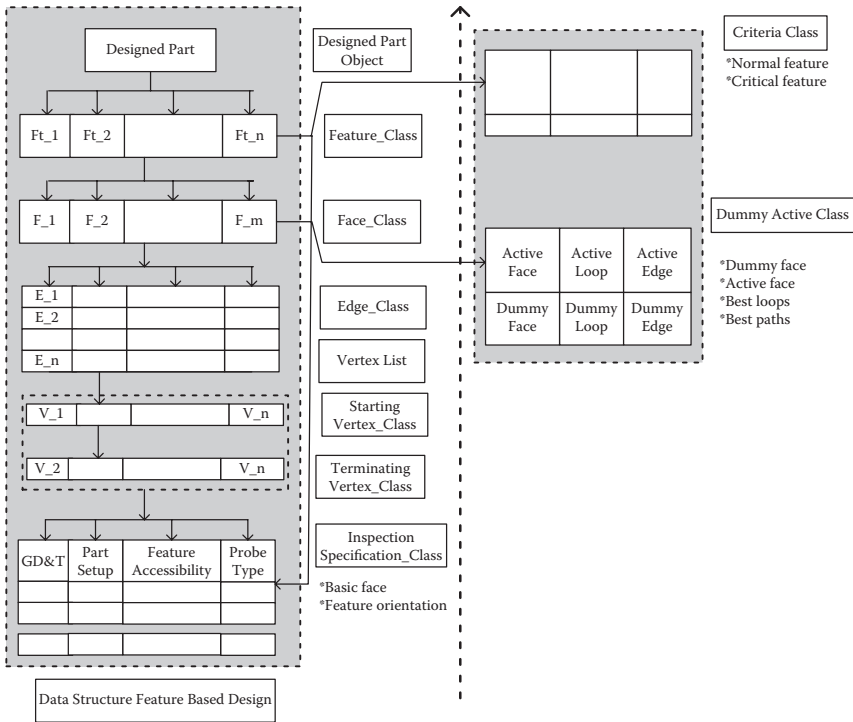 Designed Part
Designed Part
Object
Criteria Class
*Normal feature
*Critical feature
Ft_1 Ft_2 Ft_n
Feature_Class
F_1 F_2 F_m
Face_Class
Dummy Active Class
Active
Face
Active
Loop
Active
Edge
Dummy
Face
Dummy
Loop
Dummy
Edge
*Dummy face
*Active face
*Best loops
*Best paths
E_1
E_2
E_n
Edge_Class
Vertex List
V_1 V_n
Starting
Vertex_Class
V_2 V_n
Terminating
Vertex_Class
GD&T
Part
Setup
Feature
Accessibility
Probe
Type
Inspection
Specification_Class
*Basic face
*Feature orientation
Data Structure Feature Based Design